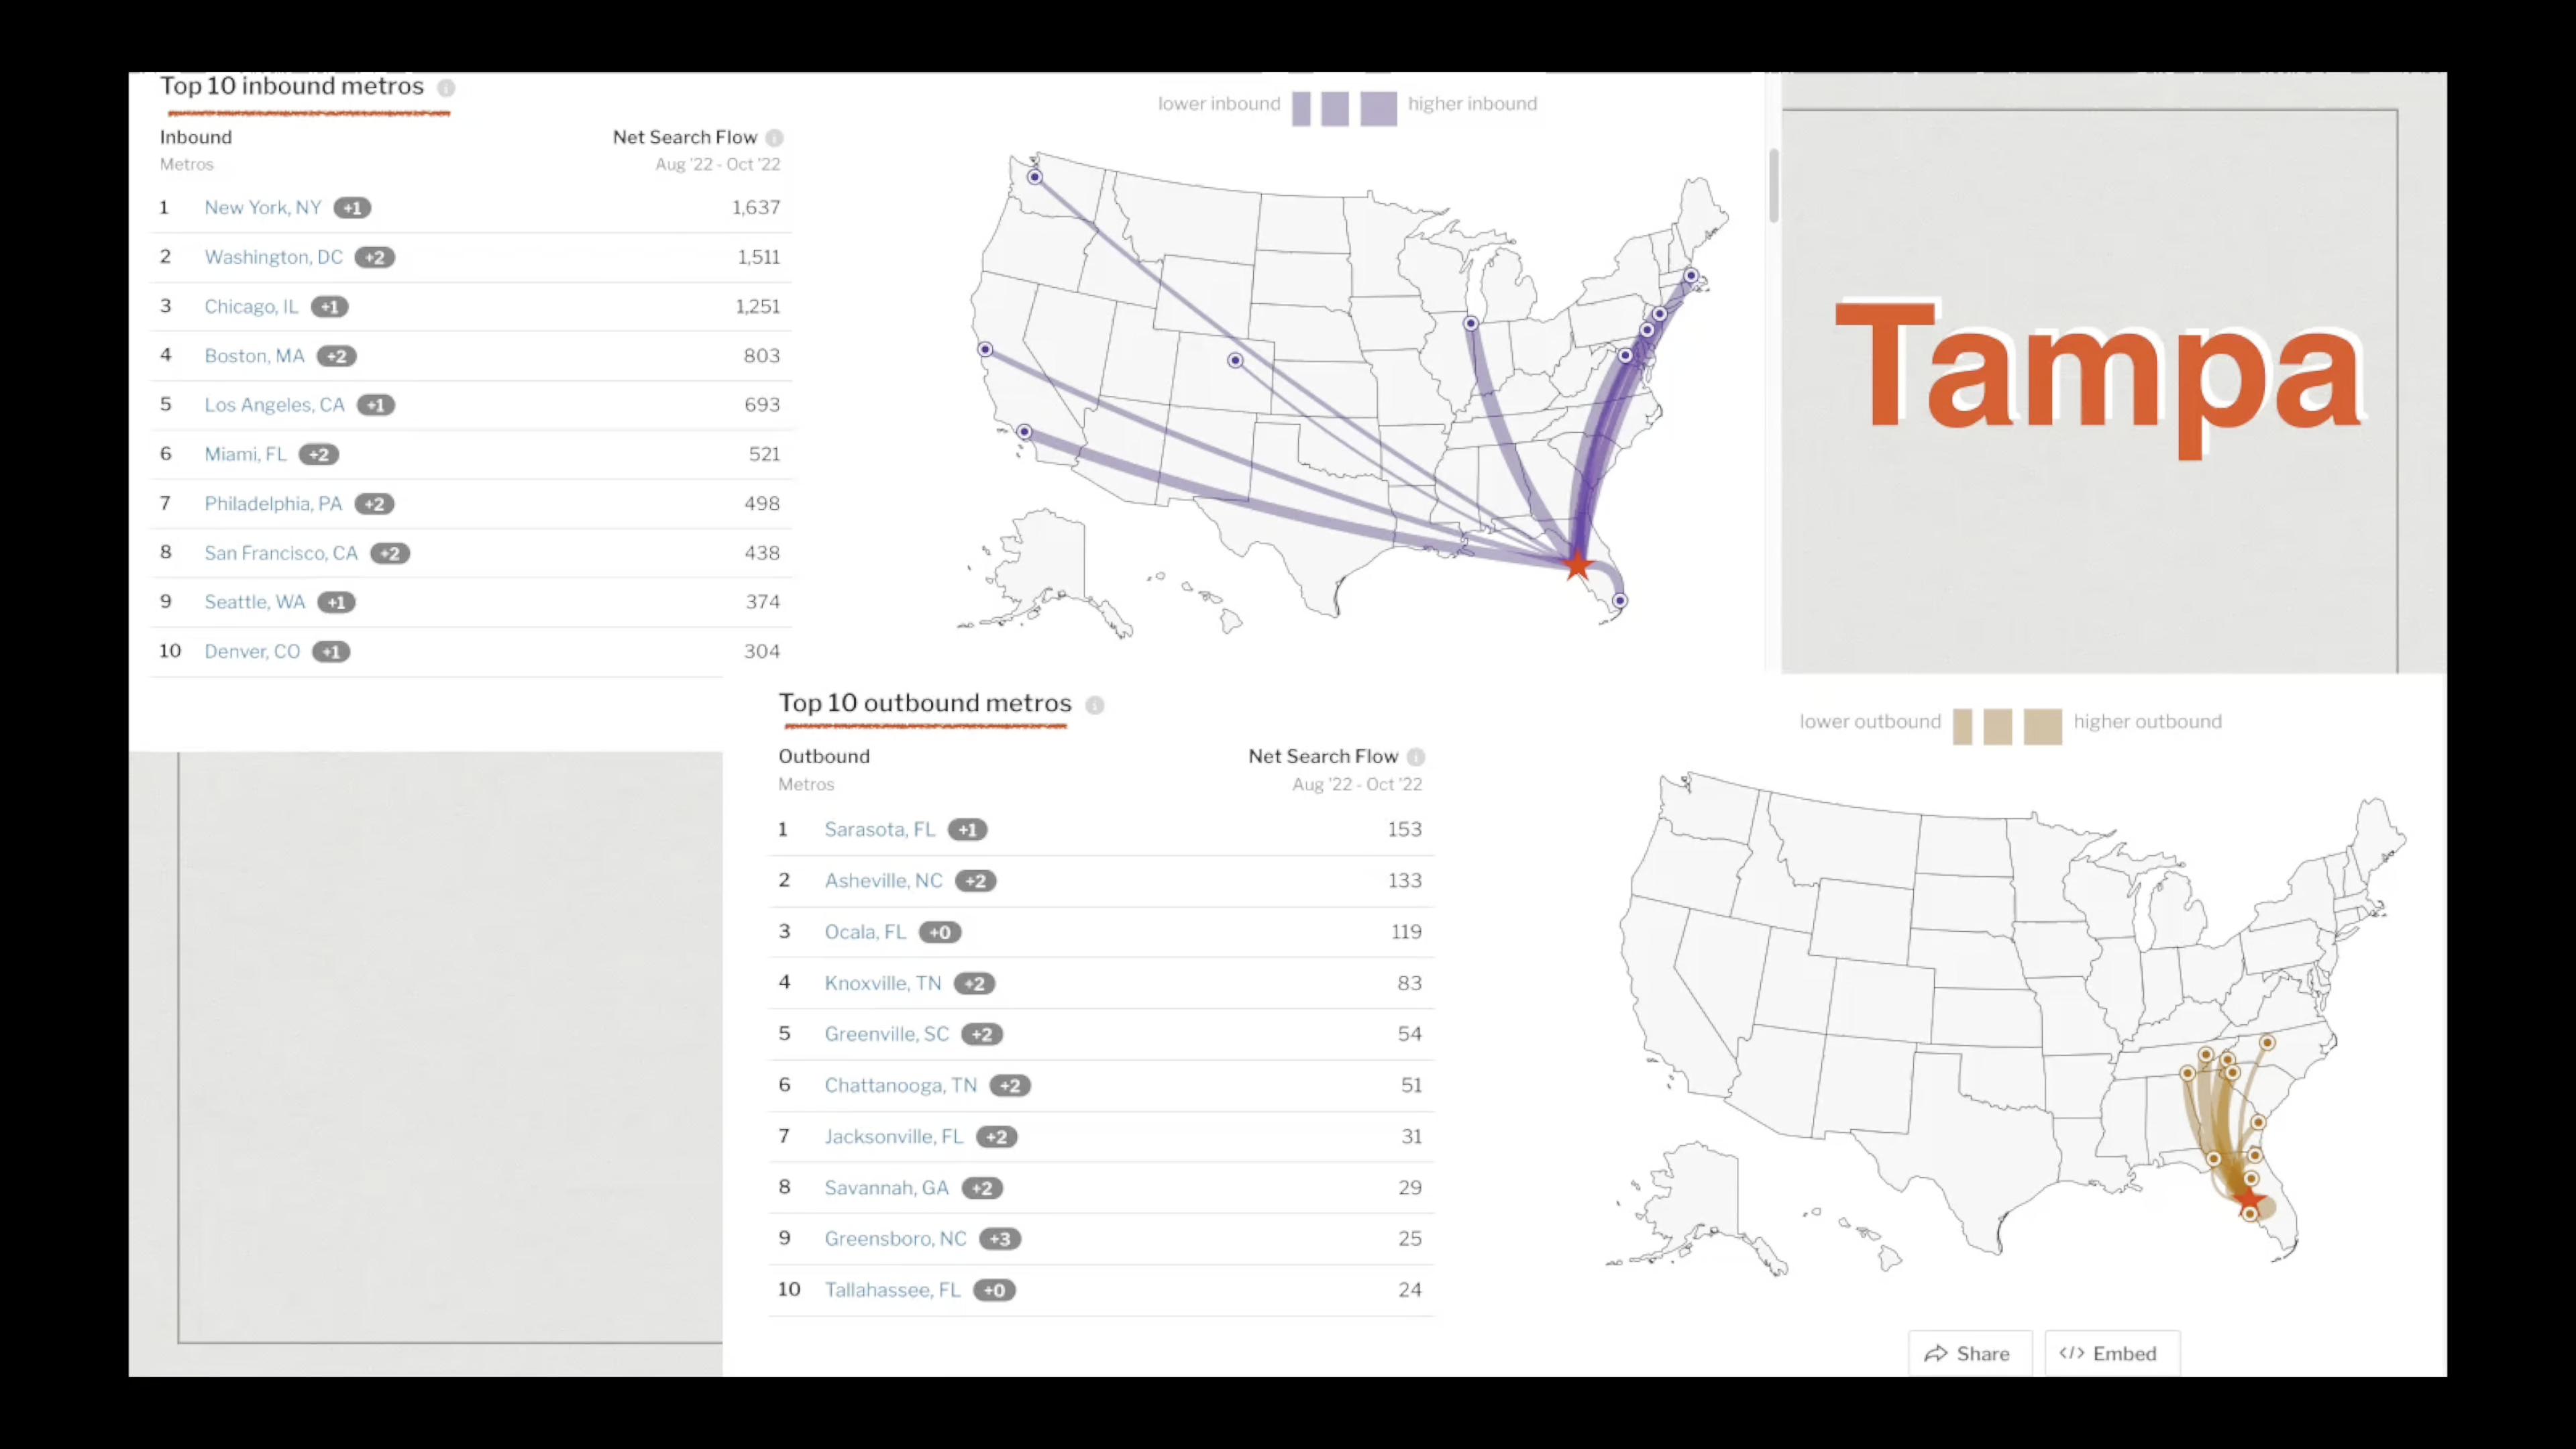 Top 10 inbound metros
lower inbound higher inbound
Inbound Net Search Flow
Metros Aug '22 - Oct '22
1 New York, NY +1 1,637
2 Washington, DC +2 1,511
3 Chicago, IL +1 1,251
4 Boston, MA +2 803
5 Los Angeles, CA +1 693
6 Miami, FL +2 521
7 Philadelphia, PA +2 498
8 San Francisco, CA +2 438
9 Seattle, WA +1 374
10 Denver, CO +1 304
Tampa
Top 10 outbound metros
lower outbound higher outbound
Outbound Net Search Flow
Metros Aug '22 - Oct '22
1 Sarasota, FL +1 153
2 Asheville, NC +2 133
3 Ocala, FL +0 119
4 Knoxville, TN +2 83
5 Greenville, SC +2 54
6 Chattanooga, TN +2 51
7 Jacksonville, FL +2 31
8 Savannah, GA +2 29
9 Greensboro, NC +3 25
10 Tallahassee, FL +0 24
Share </> Embed